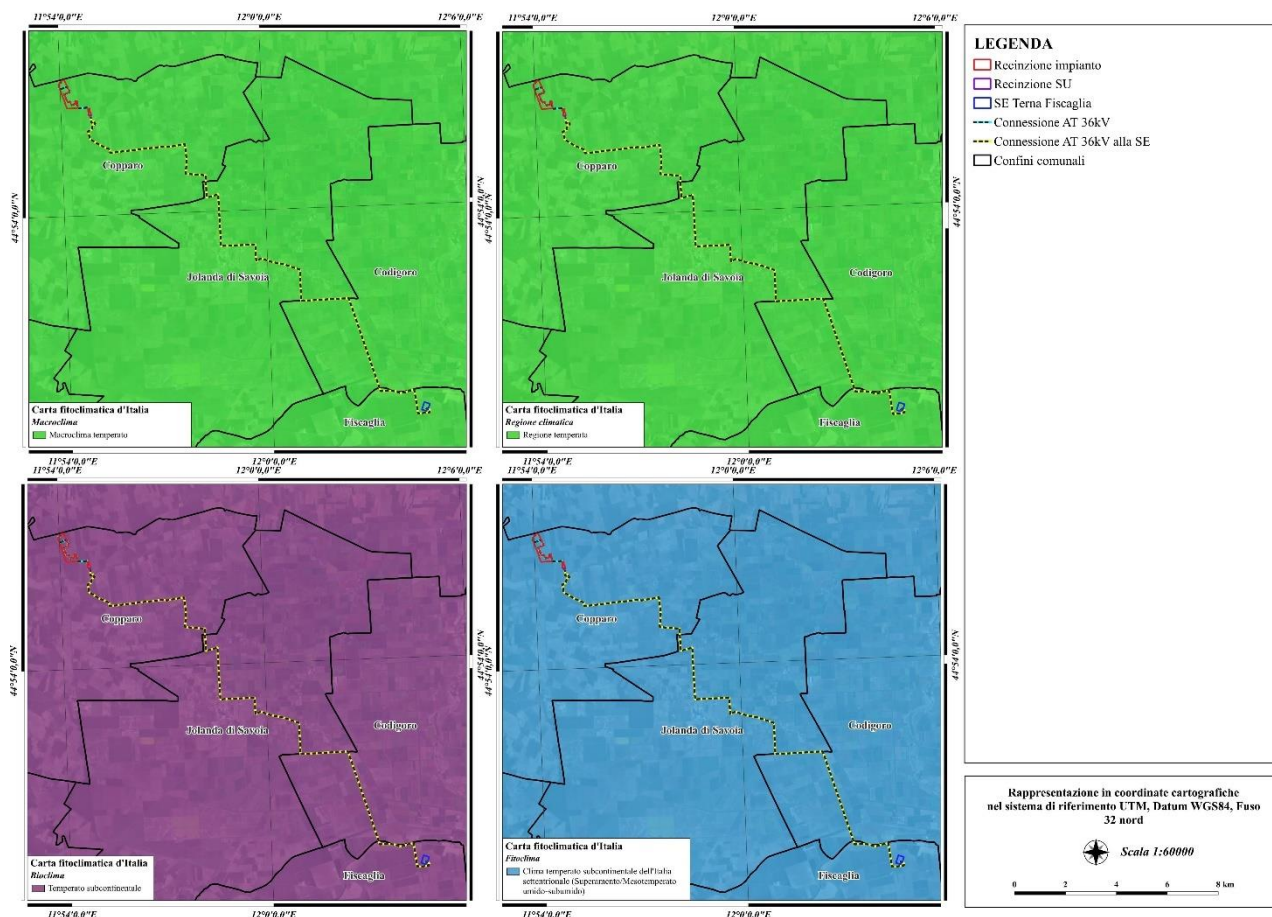 11°54'0,0"E 12°0'0,0"E 12°6'0,0"E
11°54'0,0"E 12°0'0,0"E 12°6'0,0"E
44°54'0,0"N
44°54'0,0"N
44°54'0,0"N
44°54'0,0"N
Copparo
Jolanda di Savoia
Codigoro
Fiscaglia
Carta fitoclimatica d'Italia
Macroclima
Macroclima temperato
Copparo
Jolanda di Savoia
Codigoro
Fiscaglia
Carta fitoclimatica d'Italia
Regione climatica
Regione temperata
11°54'0,0"E 12°0'0,0"E 12°6'0,0"E
11°54'0,0"E 12°0'0,0"E 12°6'0,0"E
44°54'0,0"N
44°54'0,0"N
44°54'0,0"N
44°54'0,0"N
Copparo
Jolanda di Savoia
Codigoro
Fiscaglia
Carta fitoclimatica d'Italia
Bioclima
Temperato subcontinentale
11°54'0,0"E 12°0'0,0"E
Copparo
Jolanda di Savoia
Codigoro
Fiscaglia
Carta fitoclimatica d'Italia
Fitoclima
Clima temperato subcontinentale dell'Italia
settentrionale (Supratemperato/Mesotemperato
umido-subumido)
11°54'0,0"E 12°0'0,0"E
LEGENDA
Recinzione impianto
Recinzione SU
SE Terna Fiscaglia
Connessione AT 36kV
Connessione AT 36kV alla SE
Confini comunali
Rappresentazione in coordinate cartografiche
nel sistema di riferimento UTM, Datum WGS84, Fuso
32 nord
Scala 1:60000
0 2 4 6 8 km